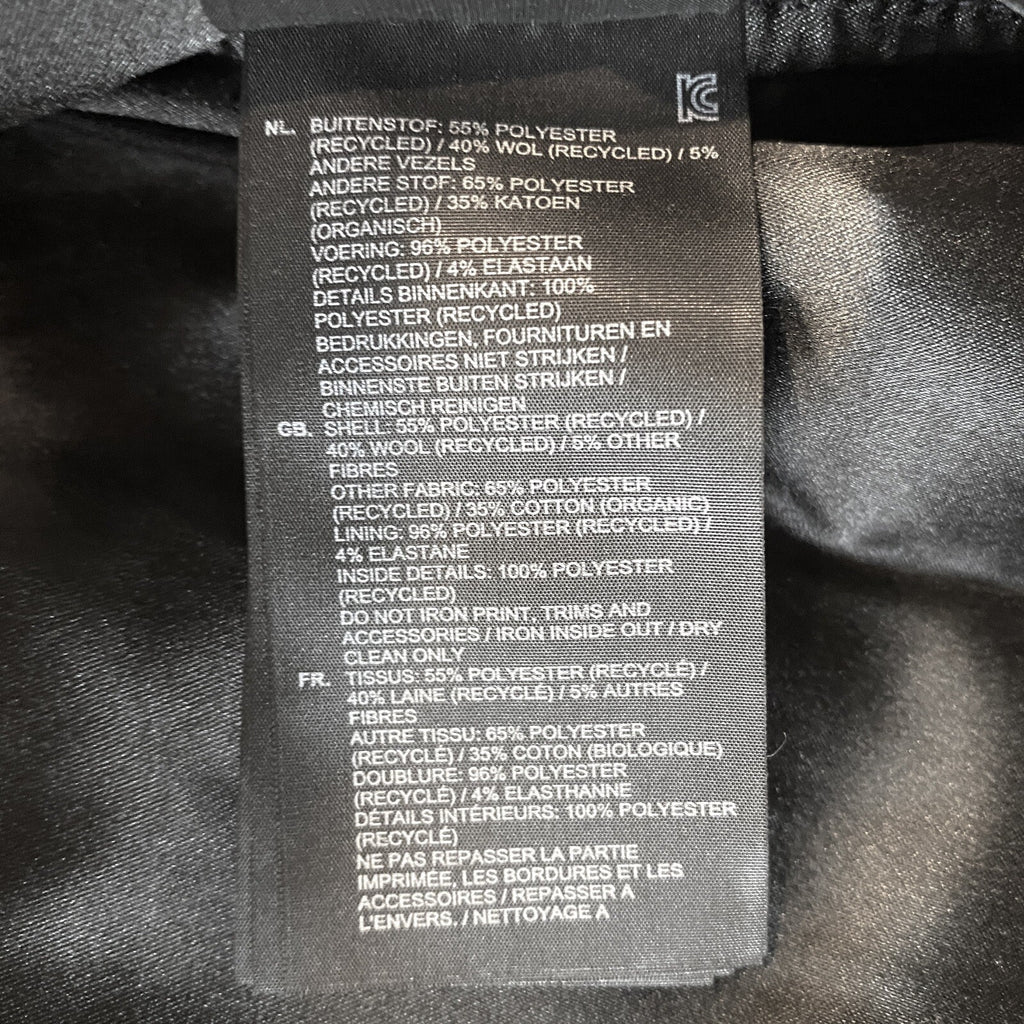 KC
NL. BUITENSTOF: 55% POLYESTER
(RECYCLED) / 40% WOL (RECYCLED) / 5%
ANDERE VEZELS
ANDERE STOF: 65% POLYESTER
(RECYCLED) / 35% KATOEN
(ORGANISCH)
VOERING: 96% POLYESTER
(RECYCLED) / 4% ELASTAAN
DETAILS BINNENKANT: 100%
POLYESTER (RECYCLED)
BEDRUKKINGEN, FOURNITUREN EN
ACCESSOIRES NIET STRIJKEN /
BINNENSTE BUITEN STRIJKEN /
CHEMISCH REINIGEN
GB. SHELL: 55% POLYESTER (RECYCLED) /
40% WOOL (RECYCLED) / 5% OTHER
FIBRES
OTHER FABRIC: 65% POLYESTER
(RECYCLED) / 35% COTTON (ORGANIC)
LINING: 96% POLYESTER (RECYCLED) /
4% ELASTANE
INSIDE DETAILS: 100% POLYESTER
(RECYCLED)
DO NOT IRON PRINT, TRIMS AND
ACCESSORIES / IRON INSIDE OUT / DRY
CLEAN ONLY
FR. TISSUS: 55% POLYESTER (RECYCLÉ) /
40% LAINE (RECYCLÉ) / 5% AUTRES
FIBRES
AUTRE TISSU: 65% POLYESTER
(RECYCLÉ) / 35% COTON (BIOLOGIQUE)
DOUBLURE: 96% POLYESTER
(RECYCLÉ) / 4% ELASTHANNE
DÉTAILS INTÉRIEURS: 100% POLYESTER
(RECYCLÉ)
NE PAS REPASSER LA PARTIE
IMPRIMÉE, LES BORDURES ET LES
ACCESSOIRES / REPASSER A
L'ENVERS. / NETTOYAGE A